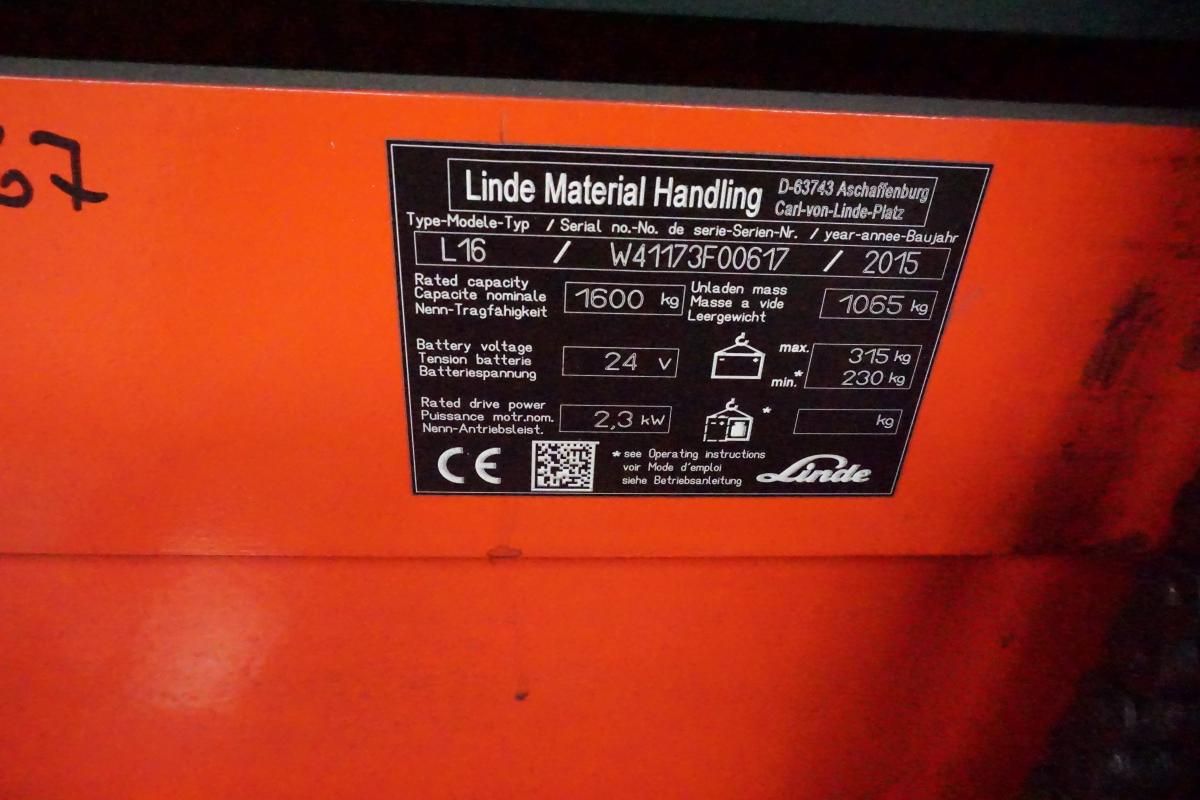 67
Linde Material Handling D-63743 Aschaffenburg
Carl-von-Linde-Platz
Type-Modele-Typ / Serial no.-No. de serie-Serien-Nr. / year-annee-Baujahr
L16 / W41173F00617 / 2015
Rated capacity
Capacite nominale
Nenn-Tragfähigkeit
1600 kg
Unladen mass
Masse a vide
Leergewicht
1065 kg
Battery voltage
Tension batterie
Batteriespannung
24 V
max. 315 kg
min.* 230 kg
Rated drive power
Puissance motr.nom.
Nenn-Antriebsleist.
2,3 kW
* kg
CE
*see Operating instructions
voir Mode d'emploi
siehe Betriebsanleitung
Linde